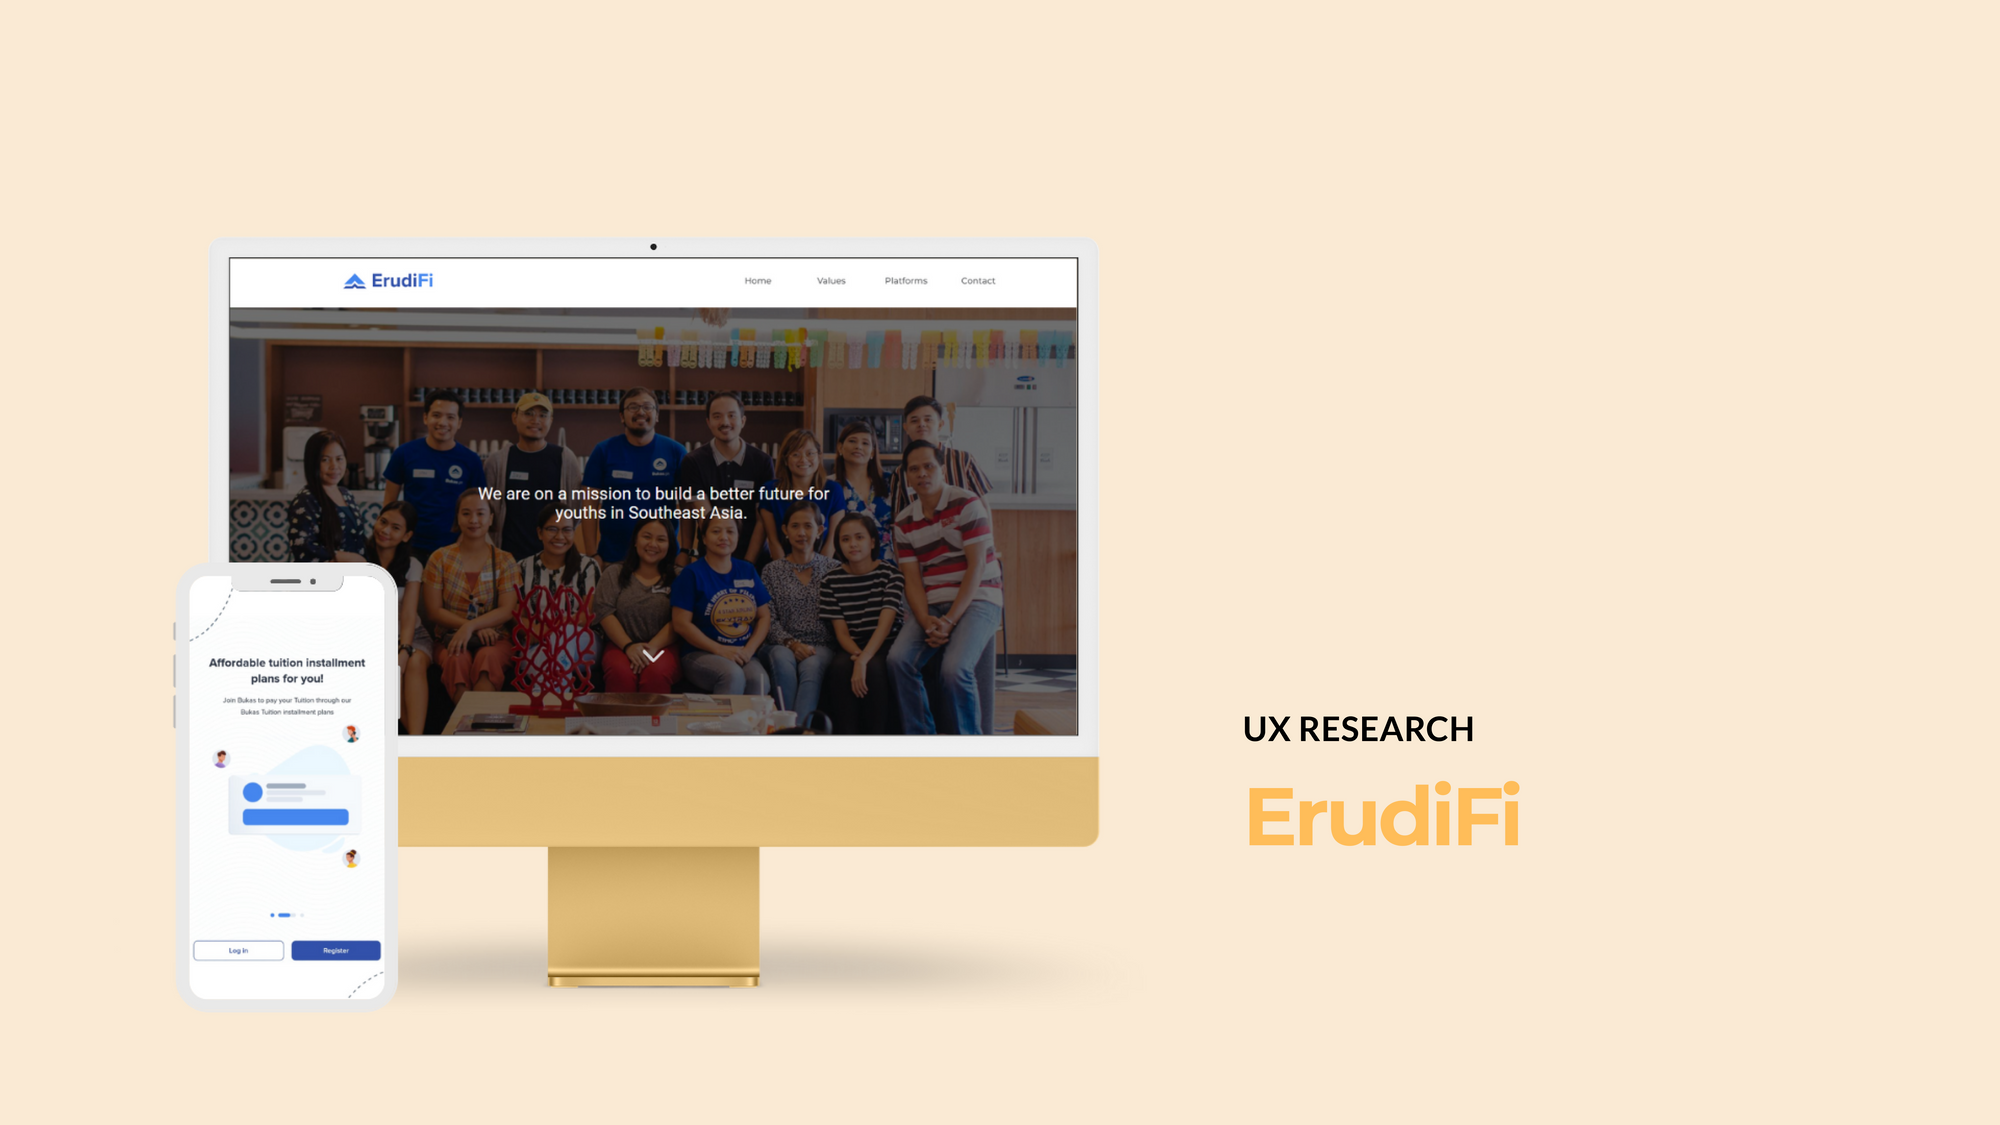 ErudiFi
Home Values Platforms Contact
We are on a mission to build a better future for
youths in Southeast Asia.
Affordable tuition installment
plans for you!
Join Bukas to pay your Tuition through our
Bukas Tuition installment plans
Log In Register
UX RESEARCH
ErudiFi